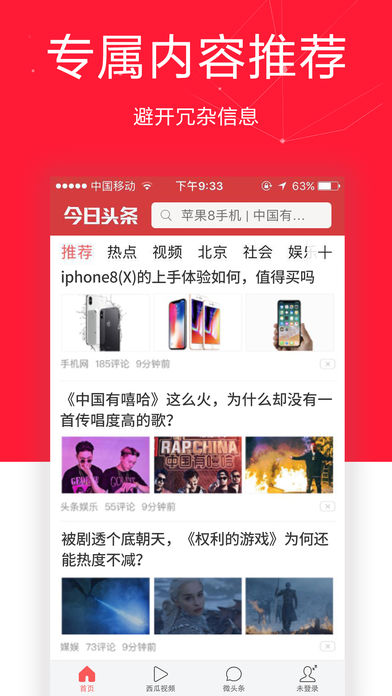 专属内容推荐
避开冗杂信息
中国移动 下午9:33 63%
今日头条 苹果8手机 | 中国有...
推荐 热点 视频 北京 社会 娱乐
iphone8(X)的上手体验如何，值得买吗
手机网 185评论 9分钟前
《中国有嘻哈》这么火，为什么却没有一
首传唱度高的歌？
RAPCHINA
中国有嘻哈
头条娱乐 55评论 9分钟前
被剧透个底朝天，《权利的游戏》为何还
能热度不减？
媒娱 73评论 9分钟前
首页 西瓜视频 微头条 未登录